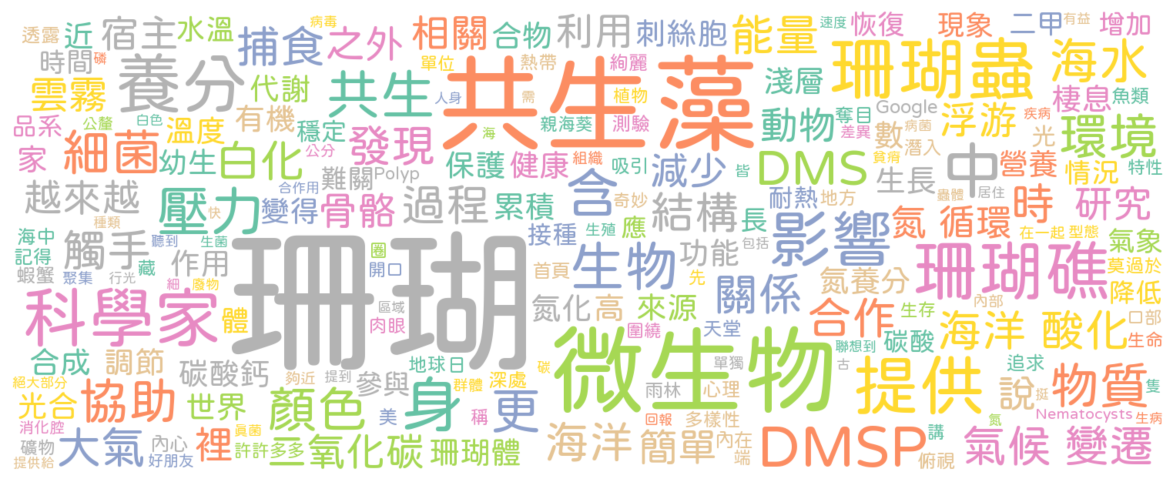 透露 近 宿主 水溫 病毒 捕食 之外 相關 合物 利用 刺絲胞 能量 速度 恢復 現象 二甲 有益 增加
時間 磷 養分 單位 熱帶 絢麗 珊瑚蟲 海水
雲霧 代謝 共生 人身 共生藻 需 植物 淺層 棲息 魚類
品系 公釐 白色 溫度 有機 穩定 發現 海 親海葵 測驗 動物 奪目 差異 Google 數 病菌 浮游 疾病 光 環境
家 細菌 幼生 白化 公分 保護 健康 組織 吸引 減少 皆 DMS 貧瘠 潛入 中 營養 情況 特性
越來越 難關 Polyp 合作用 奇妙 含 耐熱 地方 生長 蟲體 居住 時 研究
種類 壓力 快 變得 骨骼 過程 累積 結構 長 影響 氮 循環
海中 記得 觸手 聽到 生菌 藏 作用 圈 開口 珊瑚 接種 生殖 應 生物 功能 包括 在一起 型態 氣象
蝦蟹 聚集 行光 細 廢物 區域 肉眼 首頁 先 關係 氮養分 珊瑚礁 莫過於
科學家 體 氮化 高 來源 合作 生存 內部 降低
合成 調節 碳酸鈣 地球日 圍繞 天堂 碳酸 聯想到 海洋 酸化 口部 生命
絕大部分 夠近 提到 參與 群體 深處 碳 微生物 單獨 古 追求
光合 協助 世界 顏色 美 身 稱 更 雨林 心理 提供 挺 說 物質 隻
消化腔 真菌 回報 多樣性 氮 Nematocysts 生病
礦物 大氣 內心 裡 許許多多 二氧化碳 珊瑚體 海洋 簡單 內在 端 DMSP 講 氣候 變遷
提供給 好朋友 俯視